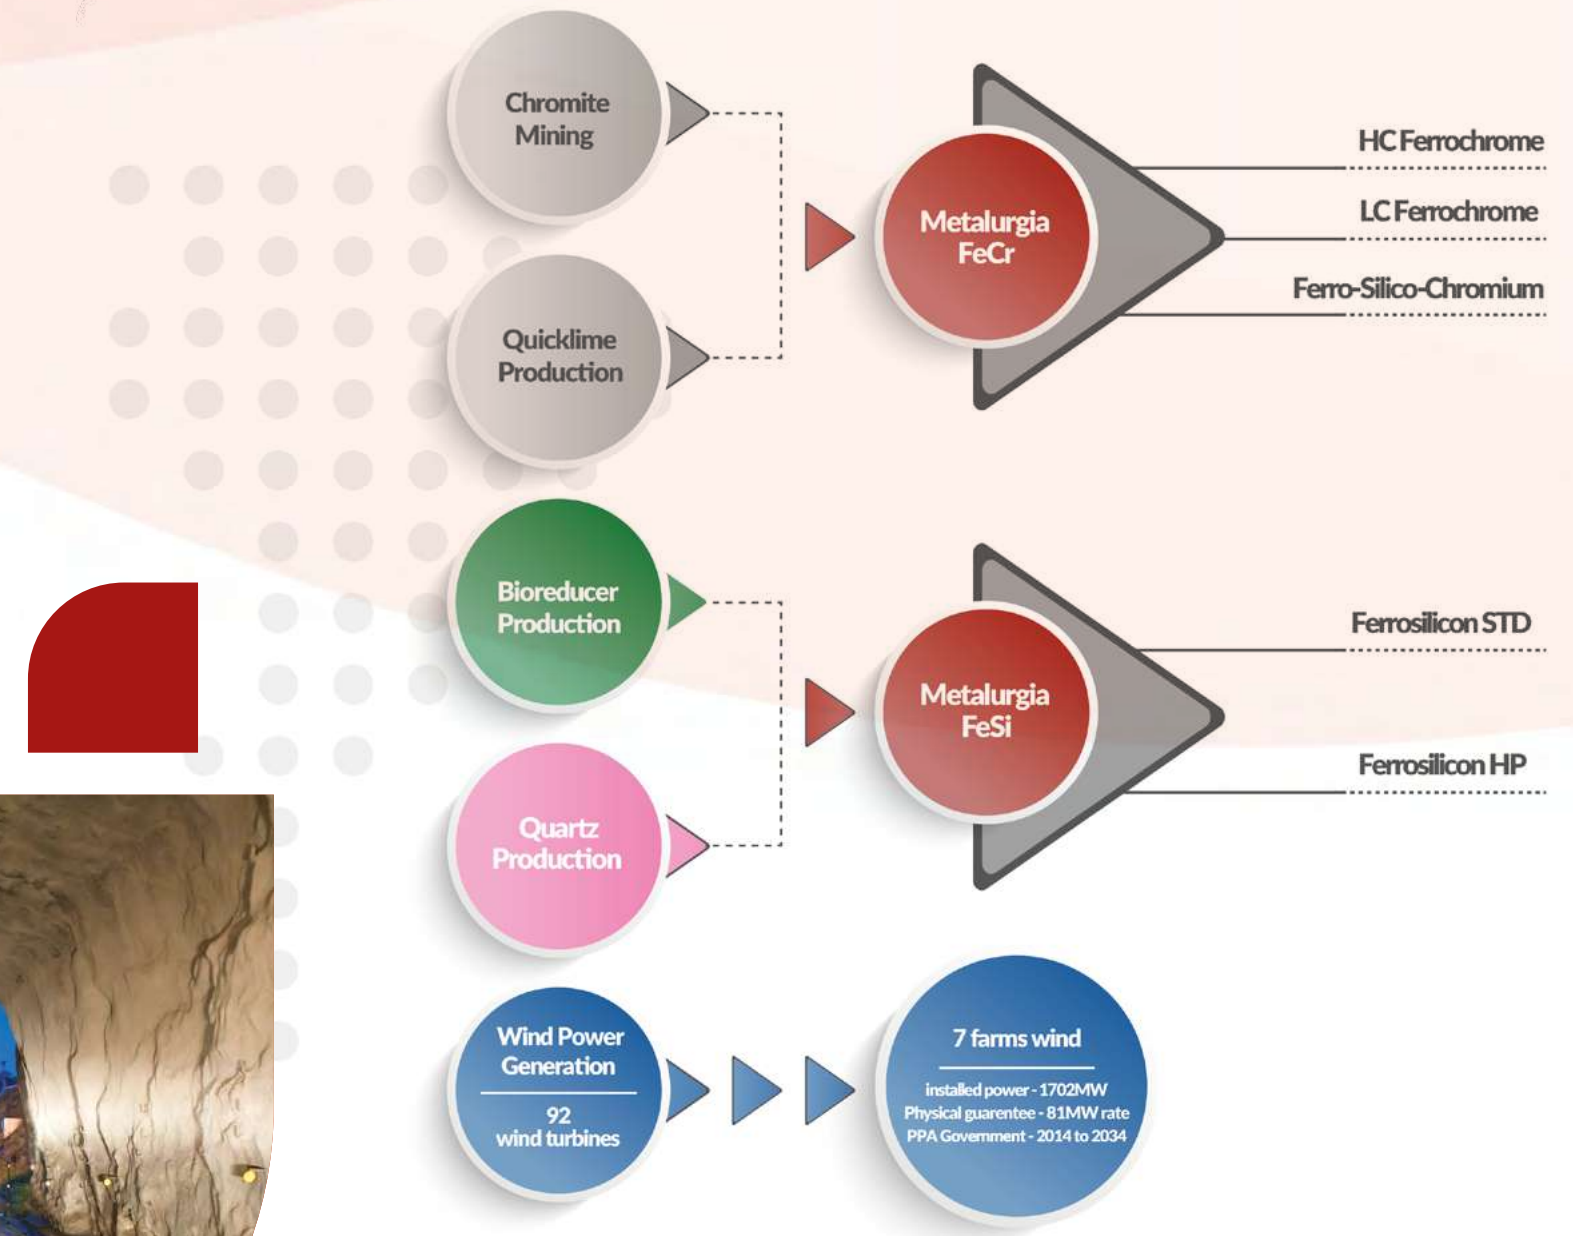 Chromite
Mining
Quicklime
Production
Metalurgia
FeCr
HC Ferrochrome
LC Ferrochrome
Ferro-Silico-Chromium
Bioreducer
Production
Quartz
Production
Metalurgia
FeSi
Ferrosilicon STD
Ferrosilicon HP
Wind Power
Generation
92
wind turbines
7 farms wind
installed power - 1702MW
Physical guarentee - 81MW rate
PPA Government - 2014 to 2034